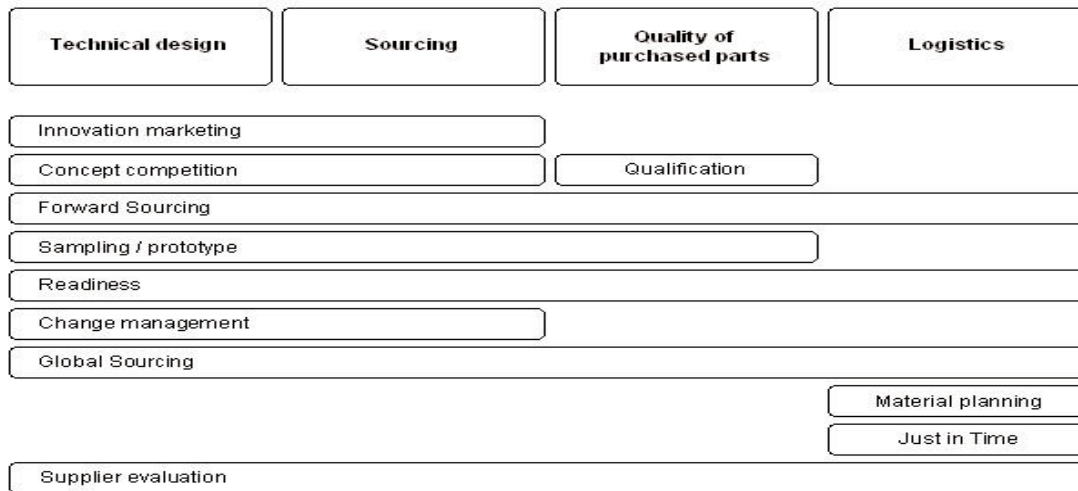 Technical design
Sourcing
Quality of
purchased parts
Logistics
Innovation marketing
Concept competition
Qualification
Forward Sourcing
Sampling / prototype
Readiness
Change management
Global Sourcing
Material planning
Just in Time
Supplier evaluation